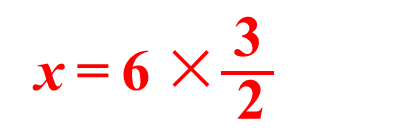 x = 6 × 3/2